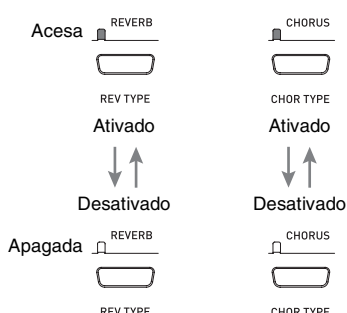 Acesa REVERB CHORUS
REV TYPE CHOR TYPE
Ativado Ativado
Desativado Desativado
Apagada REVERB CHORUS
REV TYPE CHOR TYPE